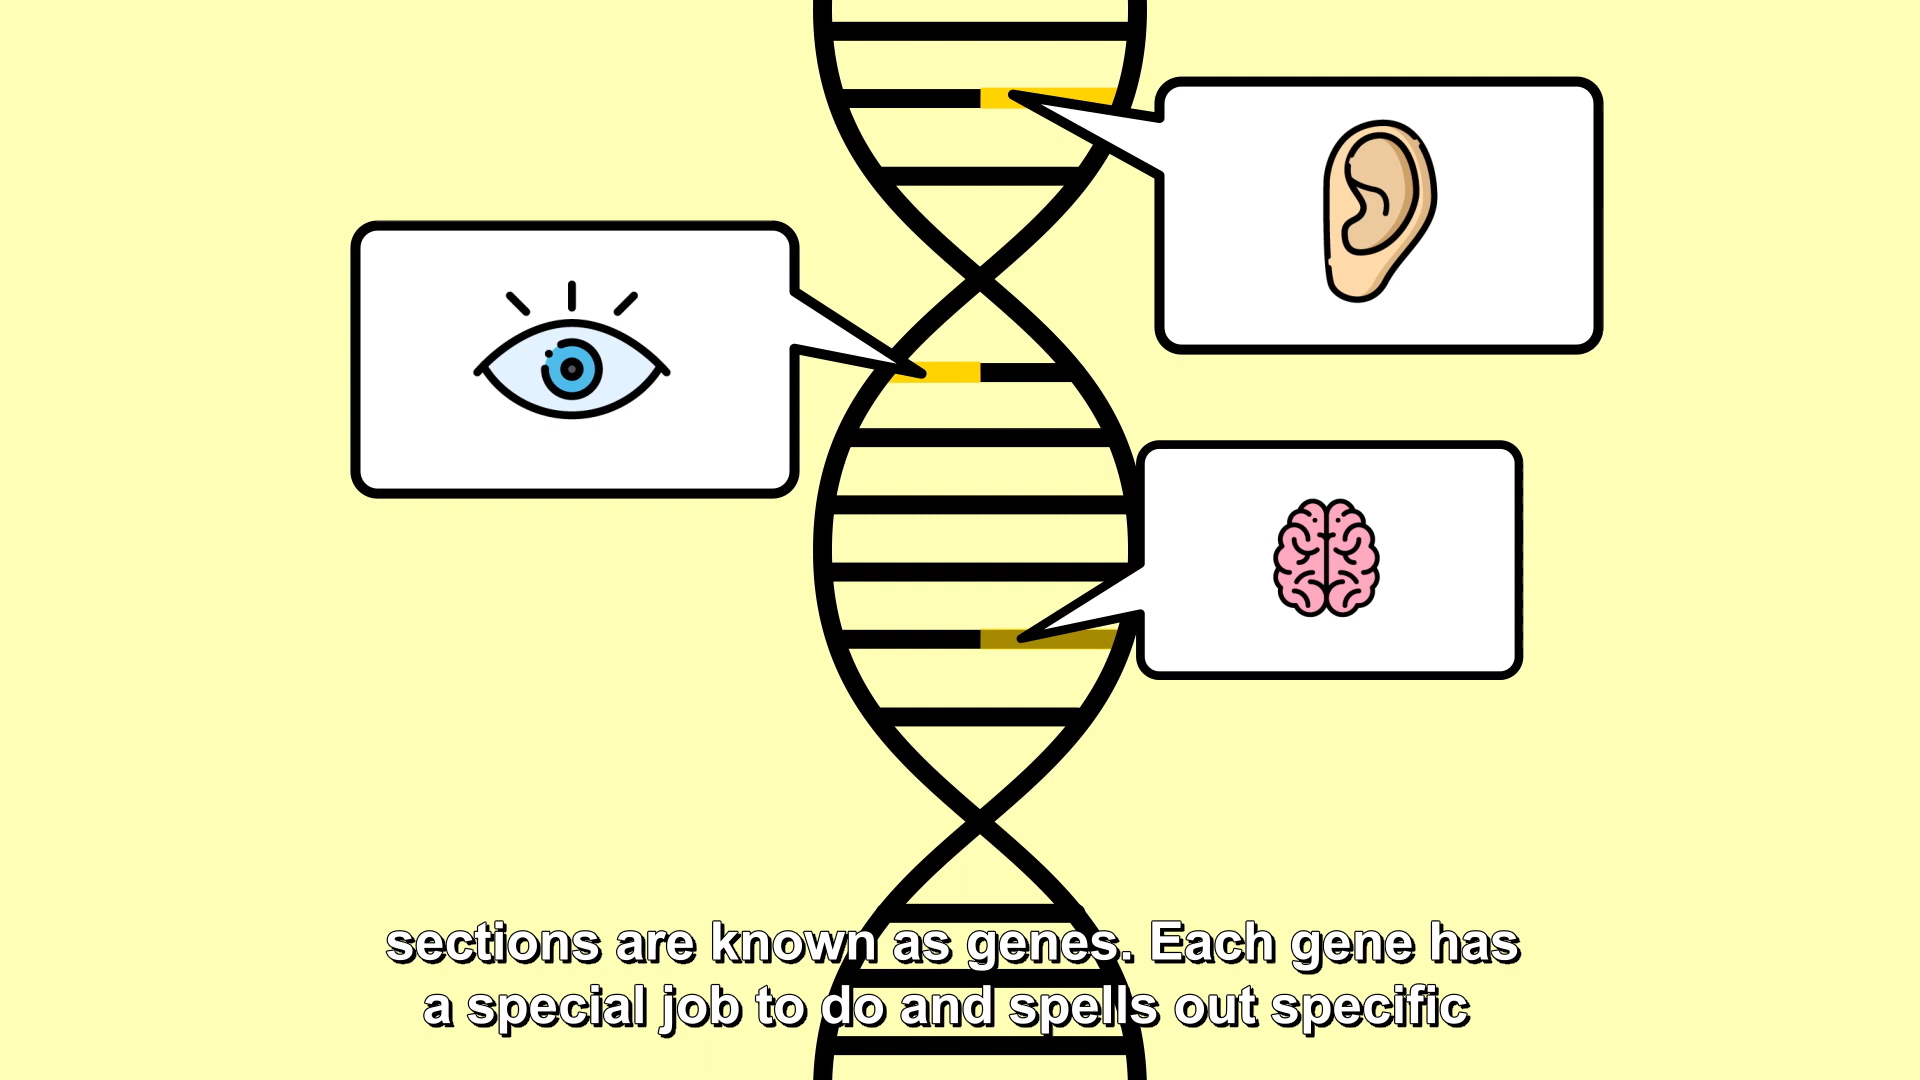 sections are known as genes. Each gene has
a special job to do and spells out specific